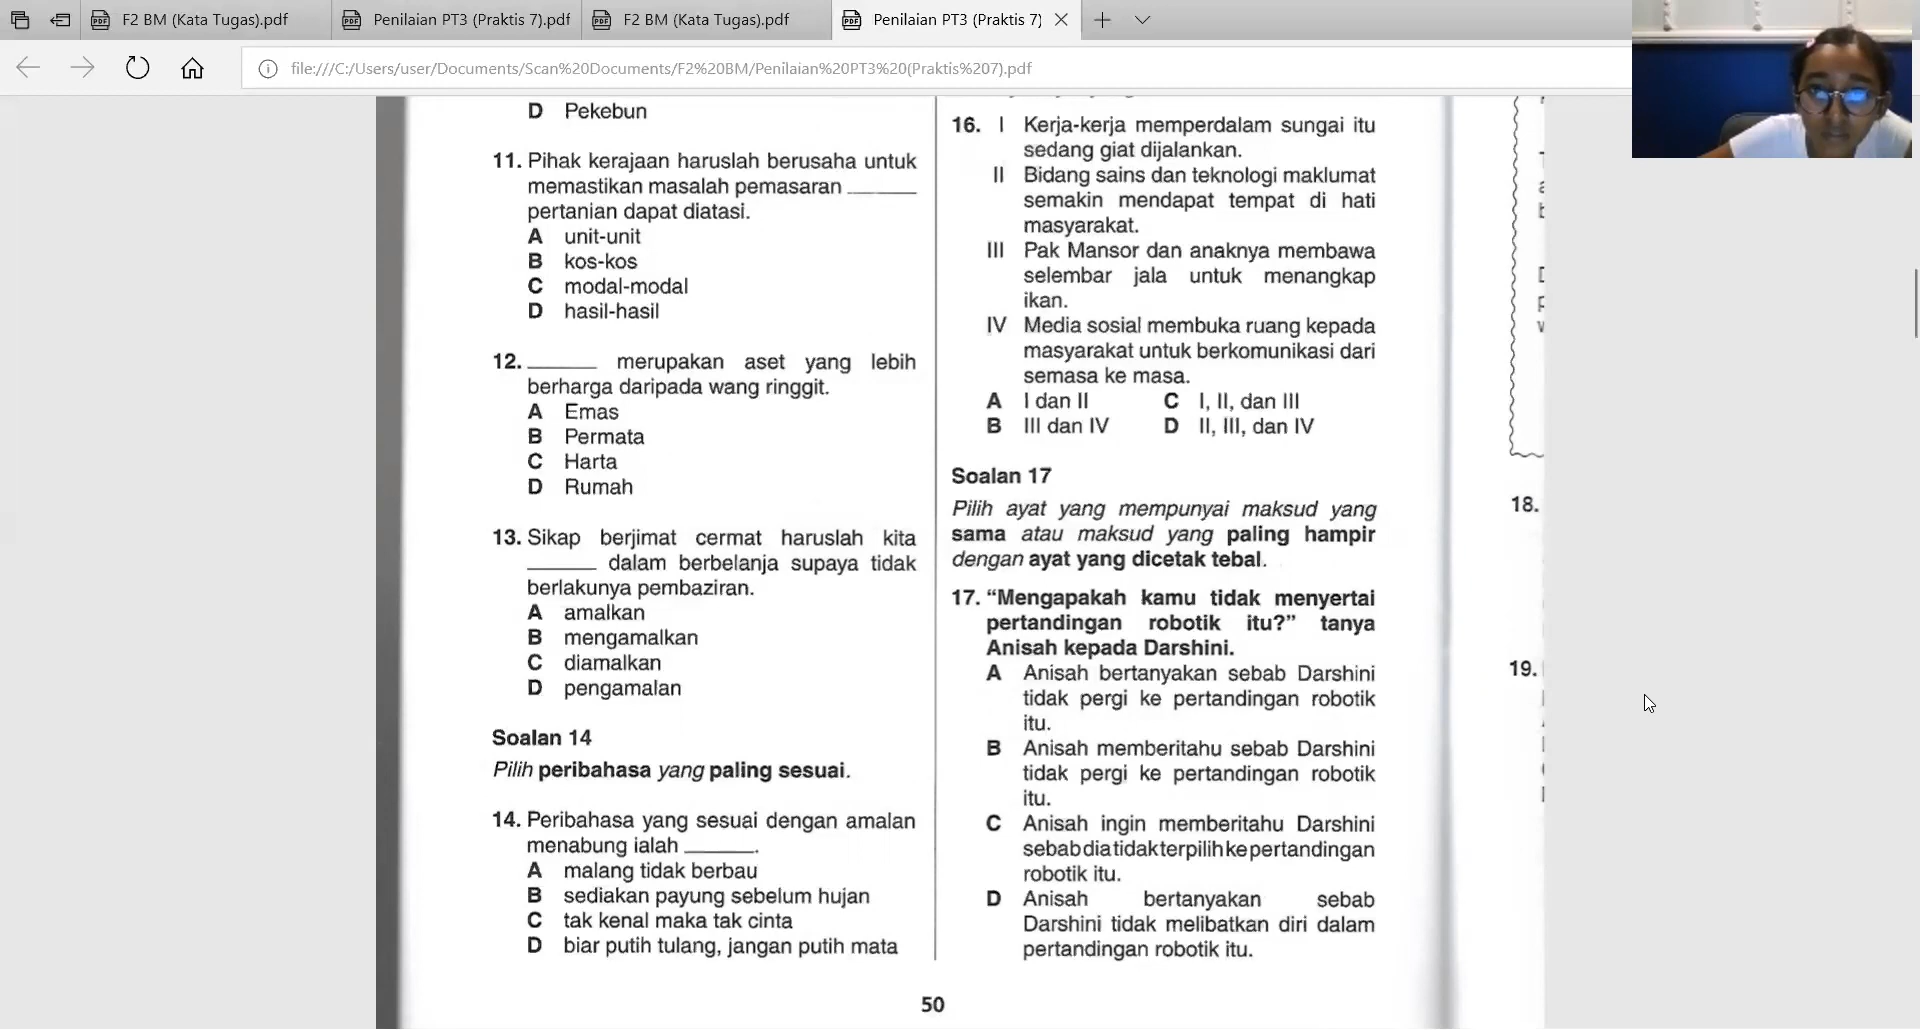 F2 BM (Kata Tugas).pdf
Penilaian PT3 (Praktis 7).pdf
F2 BM (Kata Tugas).pdf
Penilaian PT3 (Praktis 7)
file:///C:/Users/user/Documents/Scan%20Documents/F2%20BM/Penilaian%20PT3%20(Praktis%207).pdf
D Pekebun
11. Pihak kerajaan haruslah berusaha untuk
memastikan masalah pemasaran ______
pertanian dapat diatasi.
A unit-unit
B kos-kos
C modal-modal
D hasil-hasil
12. ______ merupakan aset yang lebih
berharga daripada wang ringgit.
A Emas
B Permata
C Harta
D Rumah
13. Sikap berjimat cermat haruslah kita
______ dalam berbelanja supaya tidak
berlakunya pembaziran.
A amalkan
B mengamalkan
C diamalkan
D pengamalan
Soalan 14
Pilih peribahasa yang paling sesuai.
14. Peribahasa yang sesuai dengan amalan
menabung ialah ______.
A malang tidak berbau
B sediakan payung sebelum hujan
C tak kenal maka tak cinta
D biar putih tulang, jangan putih mata
16. I Kerja-kerja memperdalam sungai itu
sedang giat dijalankan.
II Bidang sains dan teknologi maklumat
semakin mendapat tempat di hati
masyarakat.
III Pak Mansor dan anaknya membawa
selembar jala untuk menangkap
ikan.
IV Media sosial membuka ruang kepada
masyarakat untuk berkomunikasi dari
semasa ke masa.
A I dan II C I, II, dan III
B III dan IV D II, III, dan IV
Soalan 17
Pilih ayat yang mempunyai maksud yang
sama atau maksud yang paling hampir
dengan ayat yang dicetak tebal.
17. “Mengapakah kamu tidak menyertai
pertandingan robotik itu?” tanya
Anisah kepada Darshini.
A Anisah bertanyakan sebab Darshini
tidak pergi ke pertandingan robotik
itu.
B Anisah memberitahu sebab Darshini
tidak pergi ke pertandingan robotik
itu.
C Anisah ingin memberitahu Darshini
sebab dia tidak terpilih ke pertandingan
robotik itu.
D Anisah bertanyakan sebab
Darshini tidak melibatkan diri dalam
pertandingan robotik itu.
18.
19.
50